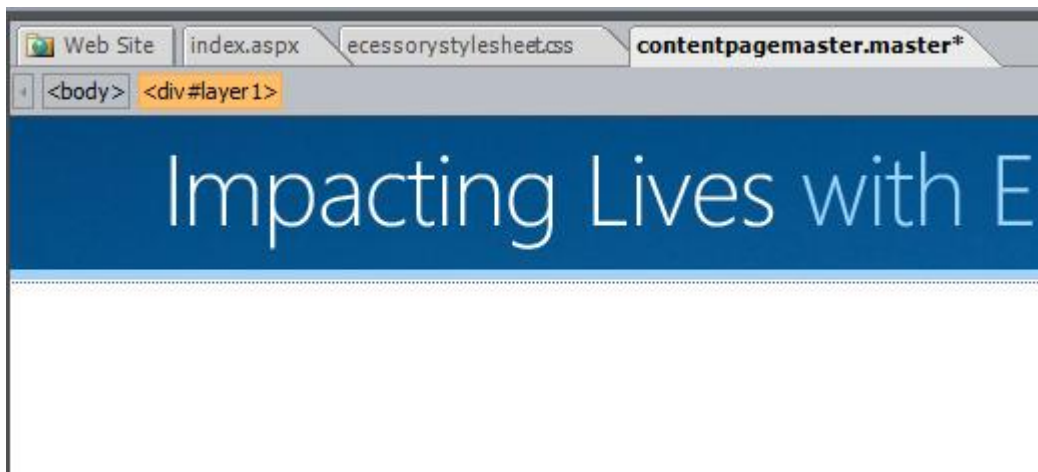 Web Site index.aspx ecessorystylesheet.css contentpagemaster.master*
<body> <div#layer1>
Impacting Lives with E